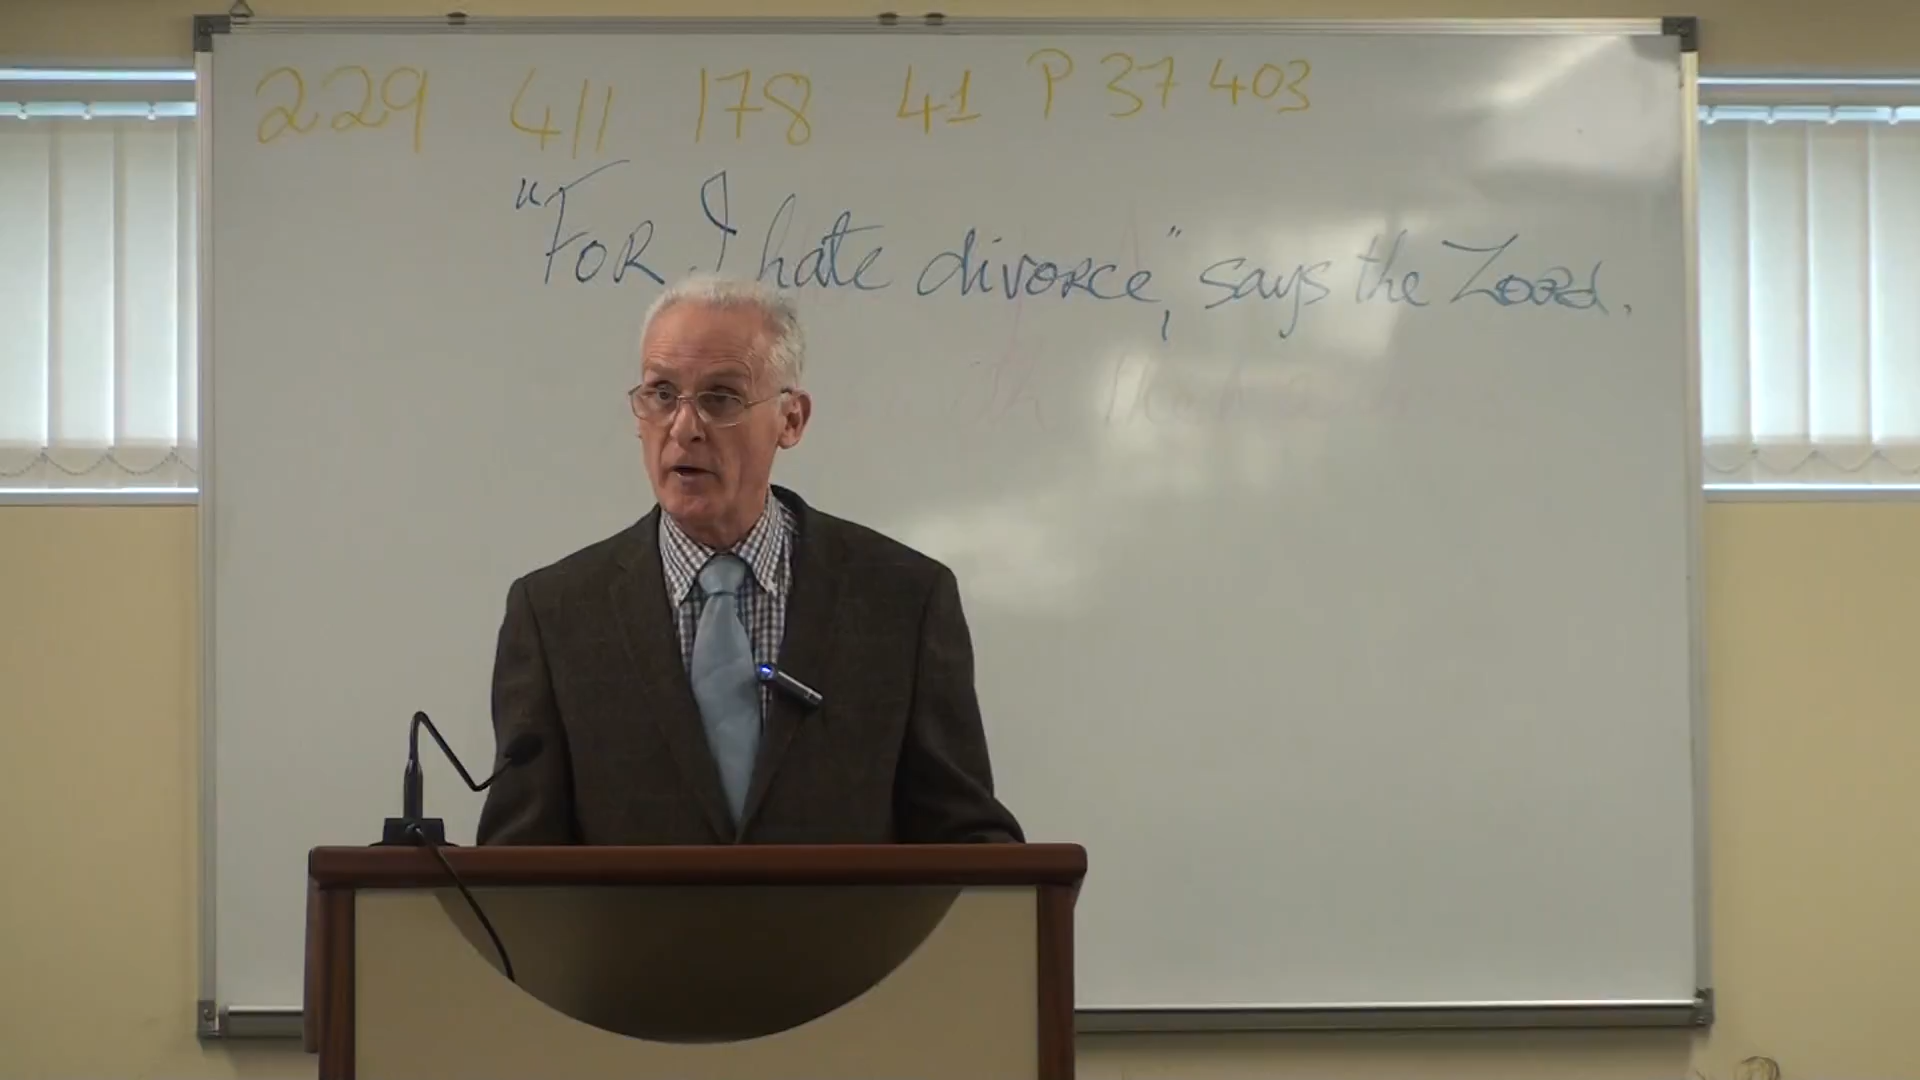 229 411 178 41 P 37 403
"FOR I hate divorce", says the Lord.